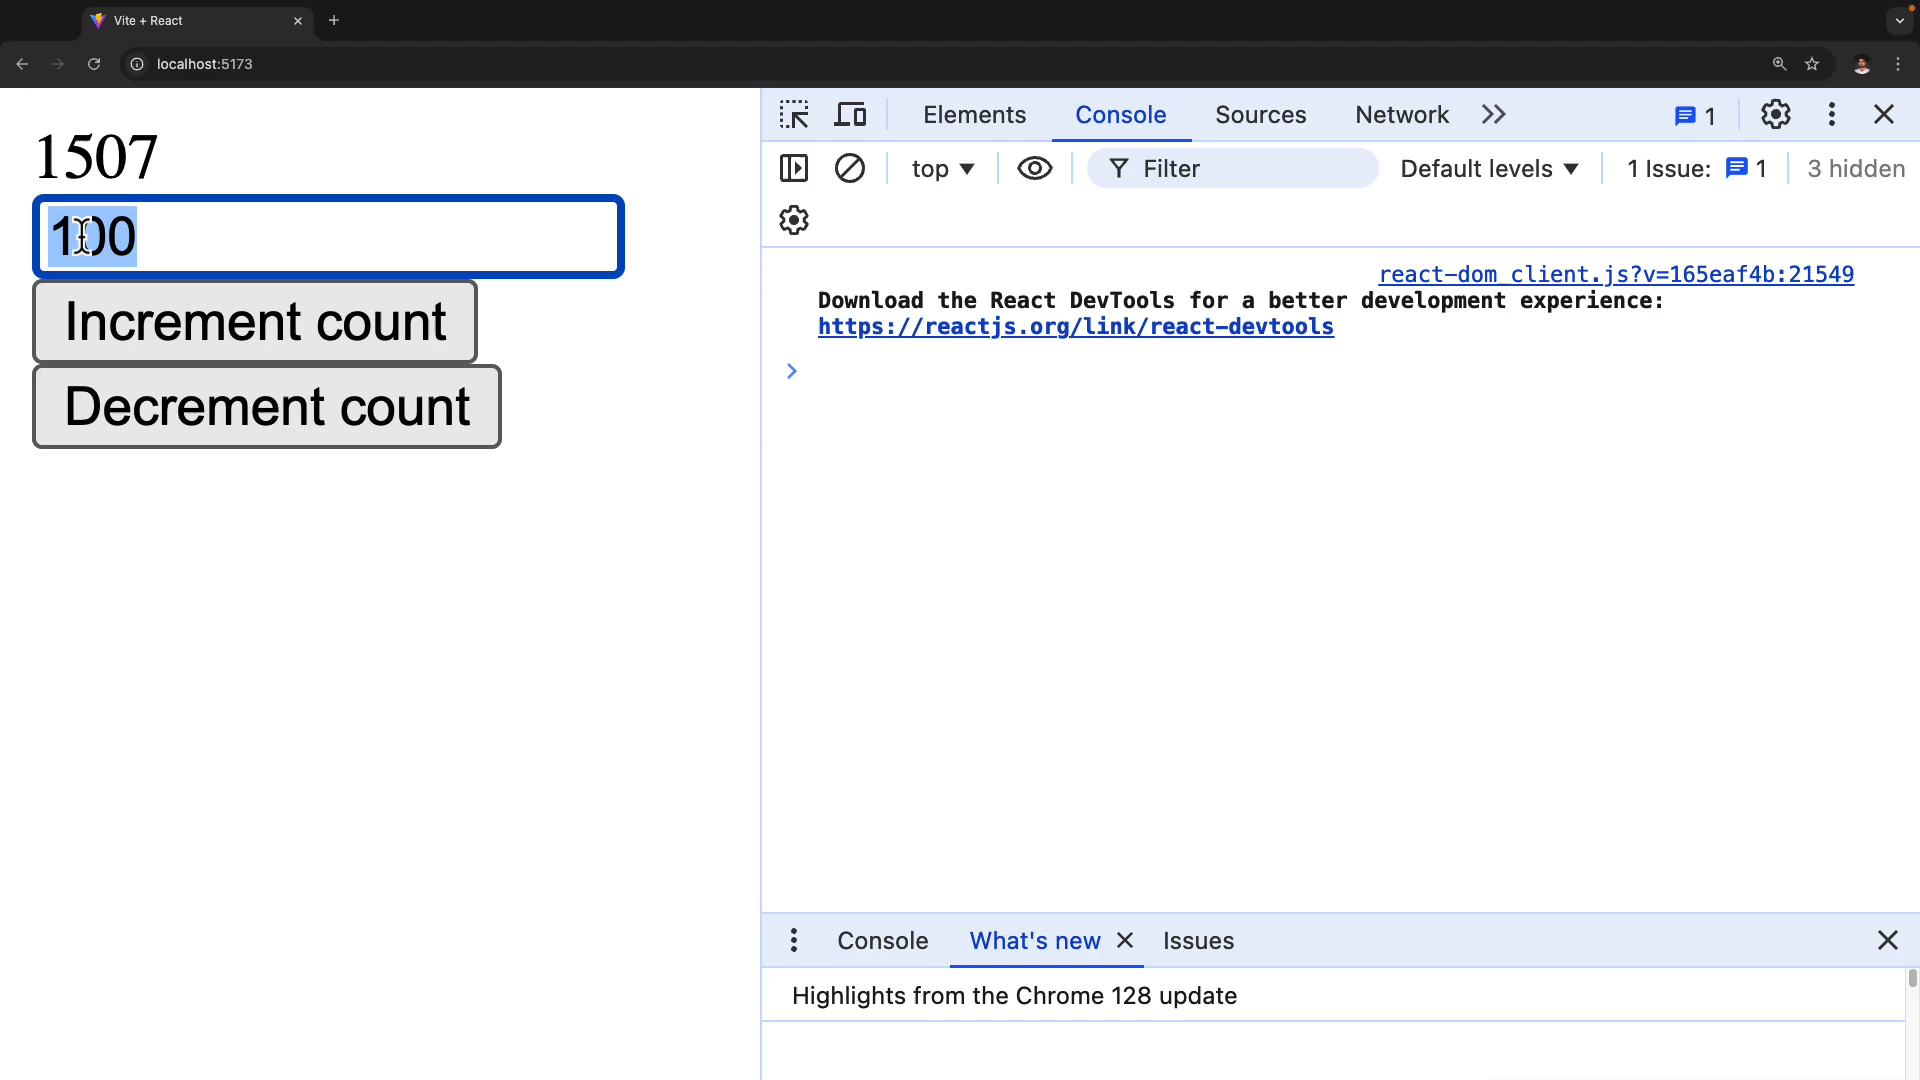 Vite + React
localhost:5173
1507
100
Increment count
Decrement count
Elements Console Sources Network 1
top Filter Default levels 1 Issue: 1 3 hidden
react-dom_client.js?v=165eaf4b:21549
Download the React DevTools for a better development experience:
https://reactjs.org/link/react-devtools
Console What's new Issues
Highlights from the Chrome 128 update